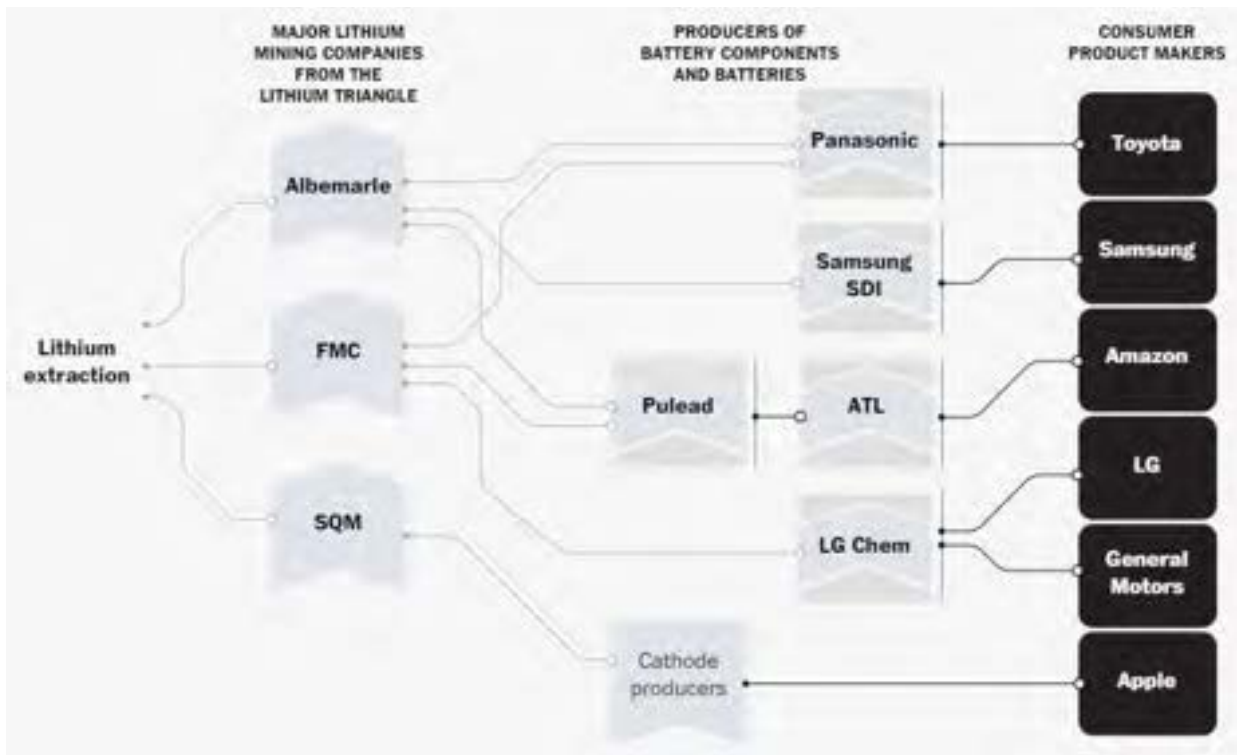 MAJOR LITHIUM
MINING COMPANIES
FROM THE
LITHIUM TRIANGLE
PRODUCERS OF
BATTERY COMPONENTS
AND BATTERIES
CONSUMER
PRODUCT MAKERS
Lithium
extraction
Albemarle
FMC
SQM
Pulead
Cathode
producers
Panasonic
Samsung
SDI
ATL
LG Chem
Toyota
Samsung
Amazon
LG
General
Motors
Apple